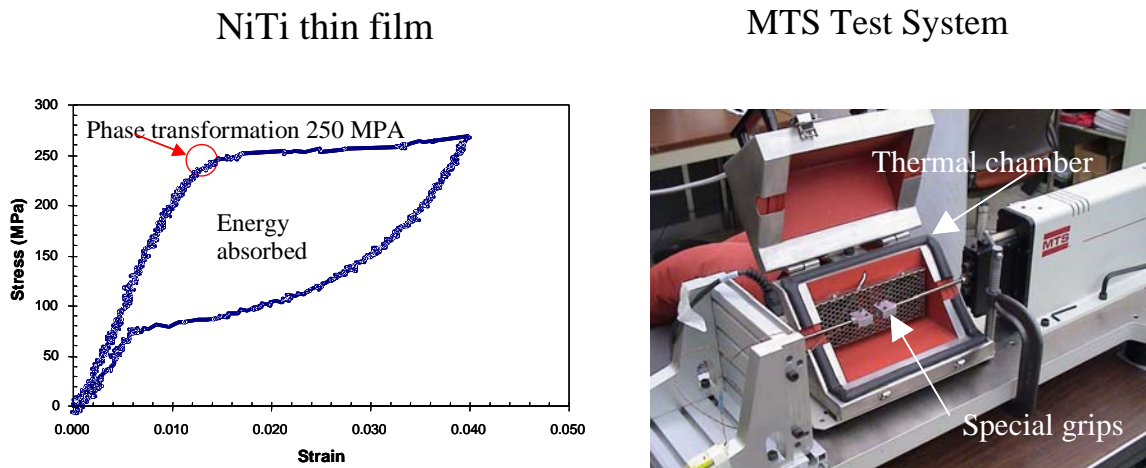 NiTi thin film
MTS Test System
300
250
200
150
100
50
0
Stress (MPa)
Phase transformation 250 MPA
Energy
absorbed
0.000
0.010
0.020
0.030
0.040
0.050
Strain
Thermal chamber
MTS
Special grips